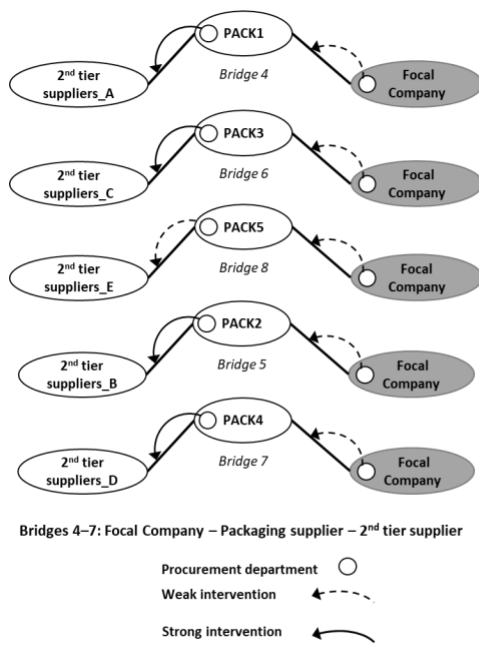 PACK1
Bridge 4
2nd tier
suppliers_A
Focal
Company
PACK3
Bridge 6
2nd tier
suppliers_C
Focal
Company
PACK5
Bridge 8
2nd tier
suppliers_E
Focal
Company
PACK2
Bridge 5
2nd tier
suppliers_B
Focal
Company
PACK4
Bridge 7
2nd tier
suppliers_D
Focal
Company
Bridges 4–7: Focal Company – Packaging supplier – 2nd tier supplier
Procurement department
Weak intervention
Strong intervention